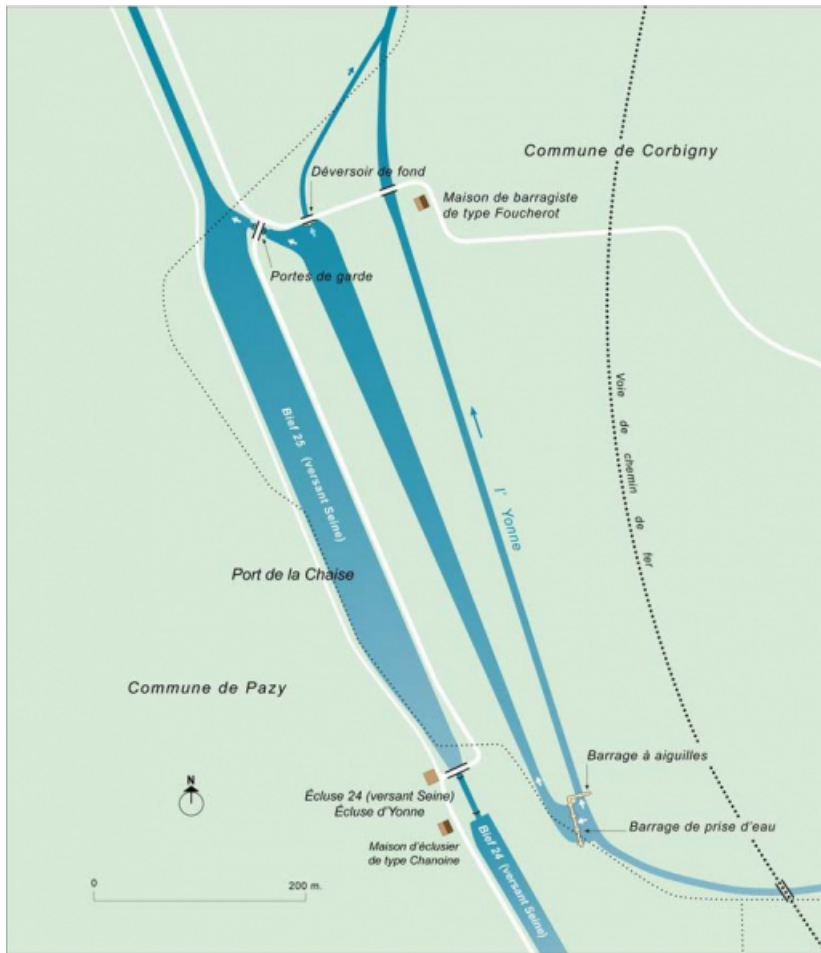 Commune de Corbigny
Déversoir de fond
Maison de barragiste
de type Foucherot
Portes de garde
Voie de chemin de fer
Bief 25 (versant Seine)
l' Yonne
Port de la Chaise
Commune de Pazy
Barrage à aiguilles
N
Écluse 24 (versant Seine)
Écluse d'Yonne
Barrage de prise d'eau
Maison d'éclusier
de type Chanoine
Bief 24 (versant Seine)
0 200 m.